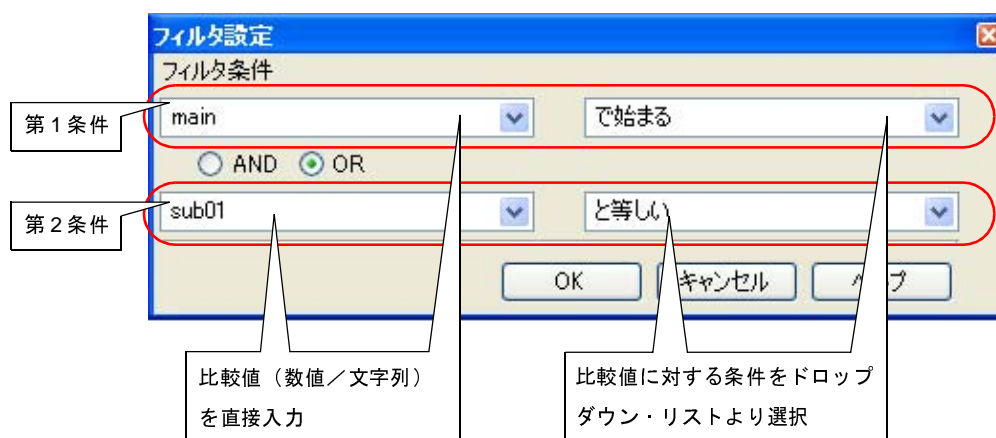 フィルタ設定
フィルタ条件
第1条件
main
で始まる
AND
OR
第2条件
sub01
と等しい
OK
キャンセル
比較値（数値／文字列）
を直接入力
比較値に対する条件をドロップ
ダウン・リストより選択